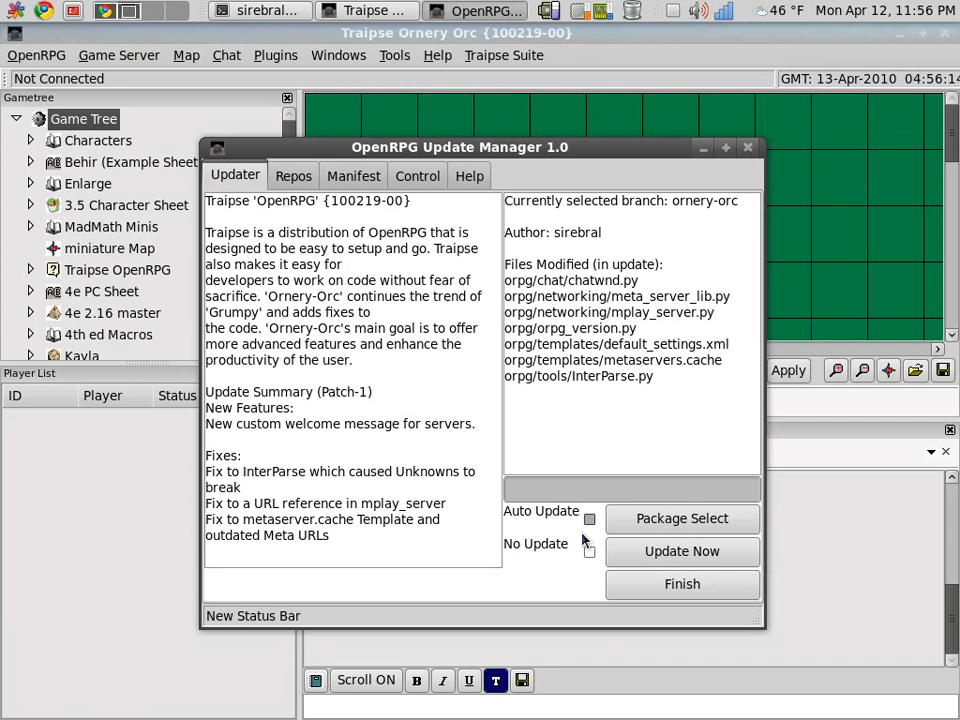 sirebral...
Traipse ...
OpenRPG...
46 °F
Mon Apr 12, 11:56 PM
Traipse Ornery Orc {100219-00}
OpenRPG Game Server Map Chat Plugins Windows Tools Help Traipse Suite
Not Connected
GMT: 13-Apr-2010 04:56:14
Gametree
Game Tree
Characters
Behir (Example Sheet
Enlarge
3.5 Character Sheet
MadMath Minis
miniature Map
Traipse OpenRPG
4e PC Sheet
4e 2.16 master
4th ed Macros
Kayla
Player List
ID Player Status
OpenRPG Update Manager 1.0
Updater Repos Manifest Control Help
Traipse 'OpenRPG' {100219-00}
Traipse is a distribution of OpenRPG that is
designed to be easy to setup and go. Traipse
also makes it easy for
developers to work on code without fear of
sacrifice. 'Ornery-Orc' continues the trend of
'Grumpy' and adds fixes to
the code. 'Ornery-Orc's main goal is to offer
more advanced features and enhance the
productivity of the user.
Update Summary (Patch-1)
New Features:
New custom welcome message for servers.
Fixes:
Fix to InterParse which caused Unknowns to
break
Fix to a URL reference in mplay_server
Fix to metaserver.cache Template and
outdated Meta URLs
Currently selected branch: ornery-orc
Author: sirebral
Files Modified (in update):
orpg/chat/chatwnd.py
orpg/networking/meta_server_lib.py
orpg/networking/mplay_server.py
orpg/orpg_version.py
orpg/templates/default_settings.xml
orpg/templates/metaservers.cache
orpg/tools/InterParse.py
Auto Update
Package Select
No Update
Update Now
Finish
New Status Bar
Apply
Scroll ON B I U T